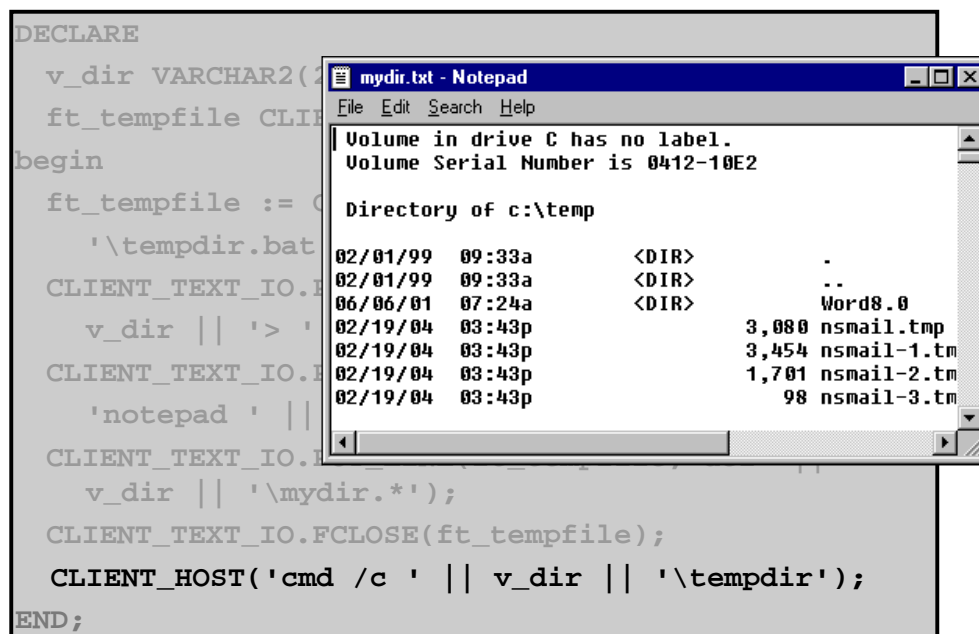 DECLARE
v_dir VARCHAR2(
ft_tempfile
begin
ft_tempfile :=
'\tempdir.bat
CLIENT_TEXT_IO.
v_dir || '> '
CLIENT_TEXT_IO.
'notepad ' ||
CLIENT_TEXT_IO.
v_dir || '\mydir.*');
CLIENT_TEXT_IO.FCLOSE(ft_tempfile);
CLIENT_HOST('cmd /c ' || v_dir || '\tempdir');
END;
mydir.txt - Notepad
File Edit Search Help
Volume in drive C has no label.
Volume Serial Number is 0412-10E2
Directory of c:\temp
02/01/99 09:33a <DIR> .
02/01/99 09:33a <DIR> ..
06/06/01 07:24a <DIR> Word8.0
02/19/04 03:43p 3,080 nsmail.tmp
02/19/04 03:43p 3,454 nsmail-1.tm
02/19/04 03:43p 1,701 nsmail-2.tm
02/19/04 03:43p 98 nsmail-3.tm